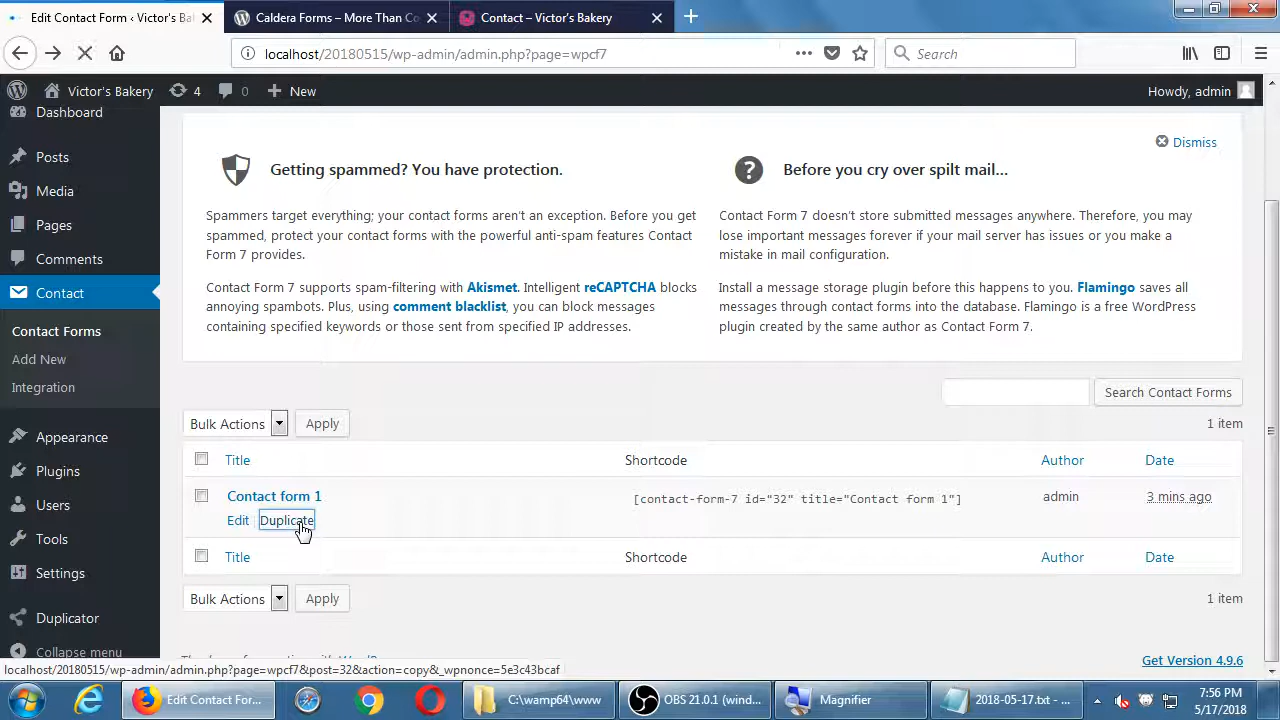 Edit Contact Form ‹ Victor's Bal
Caldera Forms – More Than Co
Contact – Victor's Bakery
localhost/20180515/wp-admin/admin.php?page=wpcf7
Search
Victor's Bakery
4
0
New
Howdy, admin
Dashboard
Posts
Media
Pages
Comments
Contact
Contact Forms
Add New
Integration
Appearance
Plugins
Users
Tools
Settings
Duplicator
Collapse menu
Dismiss
Getting spammed? You have protection.
Spammers target everything; your contact forms aren't an exception. Before you get
spammed, protect your contact forms with the powerful anti-spam features Contact
Form 7 provides.
Contact Form 7 supports spam-filtering with Akismet. Intelligent reCAPTCHA blocks
annoying spambots. Plus, using comment blacklist, you can block messages
containing specified keywords or those sent from specified IP addresses.
Before you cry over spilt mail…
Contact Form 7 doesn't store submitted messages anywhere. Therefore, you may
lose important messages forever if your mail server has issues or you make a
mistake in mail configuration.
Install a message storage plugin before this happens to you. Flamingo saves all
messages through contact forms into the database. Flamingo is a free WordPress
plugin created by the same author as Contact Form 7.
Search Contact Forms
Bulk Actions
Apply
1 item
Title
Shortcode
Author
Date
Contact form 1
[contact-form-7 id="32" title="Contact form 1"]
admin
3 mins ago
Edit | Duplicate
Title
Shortcode
Author
Date
Bulk Actions
Apply
1 item
Get Version 4.9.6
localhost/20180515/wp-admin/admin.php?page=wpcf7&post=32&action=copy&_wpnonce=5e3c43bcaf
Edit Contact For...
C:\wamp64\www
OBS 21.0.1 (wind...
Magnifier
2018-05-17.txt - ...
7:56 PM
5/17/2018